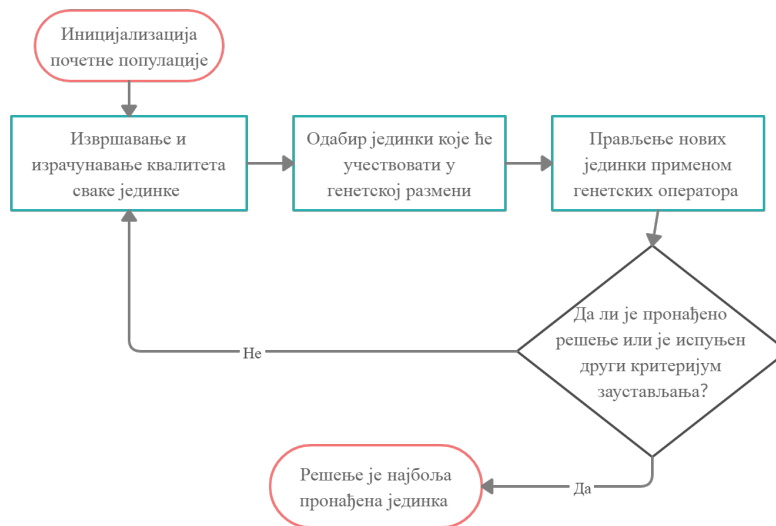 Иницијализација
почетне популације
Извршавање и
израчунавање квалитета
сваке јединке
Одабир јединки које ће
учествовати у
генетској размени
Прављење нових
јединки применом
генетских оператора
Да ли је пронађено
решење или је испуњен
други критеријум
заустављања?
Не
Да
Решење је најбоља
пронађена јединка